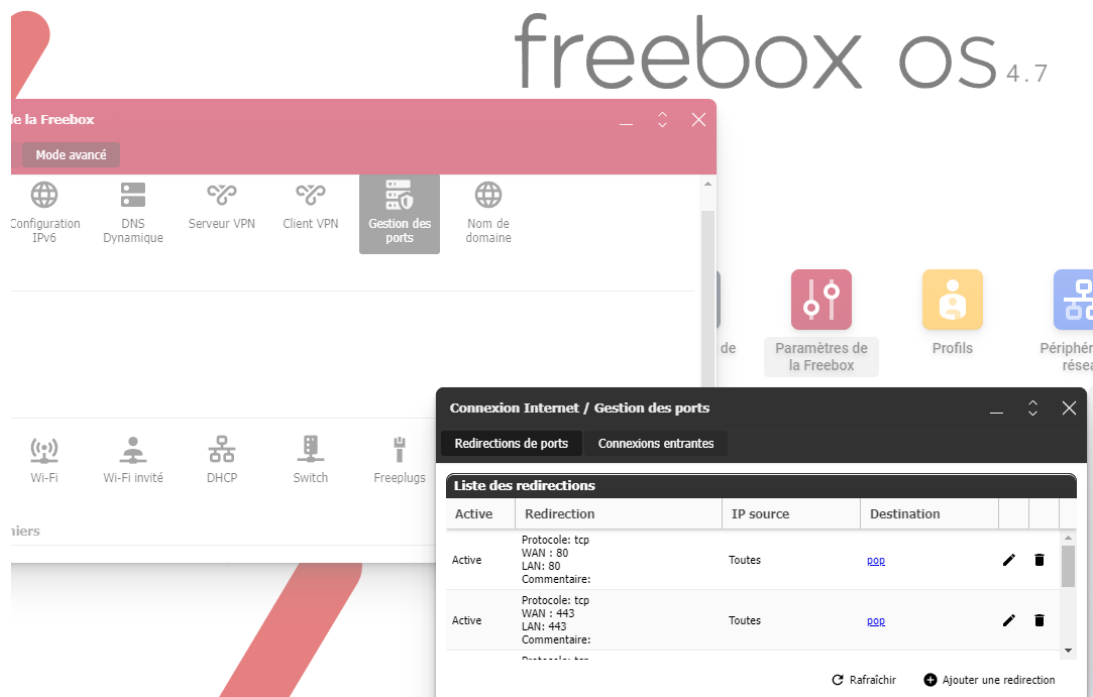 freebox os 4.7
de la Freebox
Mode avancé
Configuration IPv6
DNS Dynamique
Serveur VPN
Client VPN
Gestion des ports
Nom de domaine
de
Paramètres de la Freebox
Profils
Périphér
résea
Wi-Fi
Wi-Fi invité
DHCP
Switch
Freeplugs
niers
Connexion Internet / Gestion des ports
Redirections de ports
Connexions entrantes
Liste des redirections
Active Redirection IP source Destination
Protocole: tcp
WAN : 80
Active Toutes pop
LAN: 80
Commentaire:
Protocole: tcp
WAN : 443
Active Toutes pop
LAN: 443
Commentaire:
Protocole: tcp
Rafraîchir
Ajouter une redirection